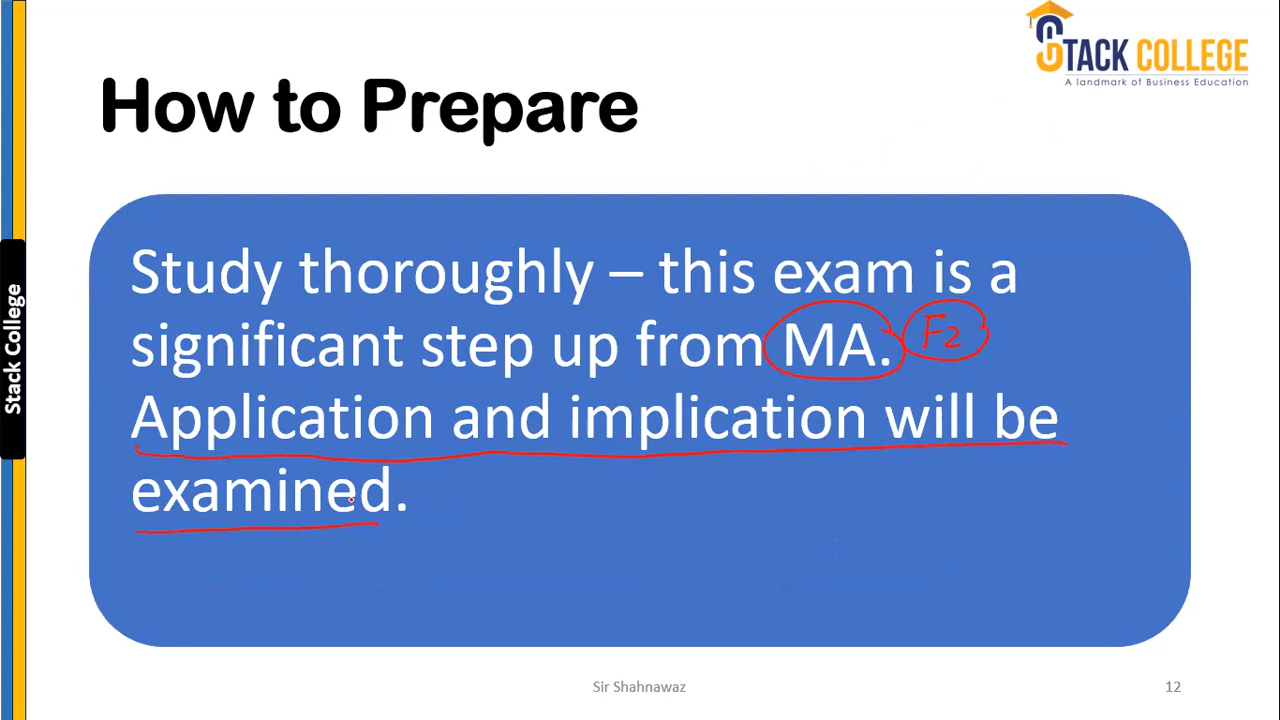 STACK COLLEGE
A landmark of Business Education
How to Prepare
Study thoroughly – this exam is a
significant step up from MA. F2
Application and implication will be
examined.
Stack College
Sir Shahnawaz
12